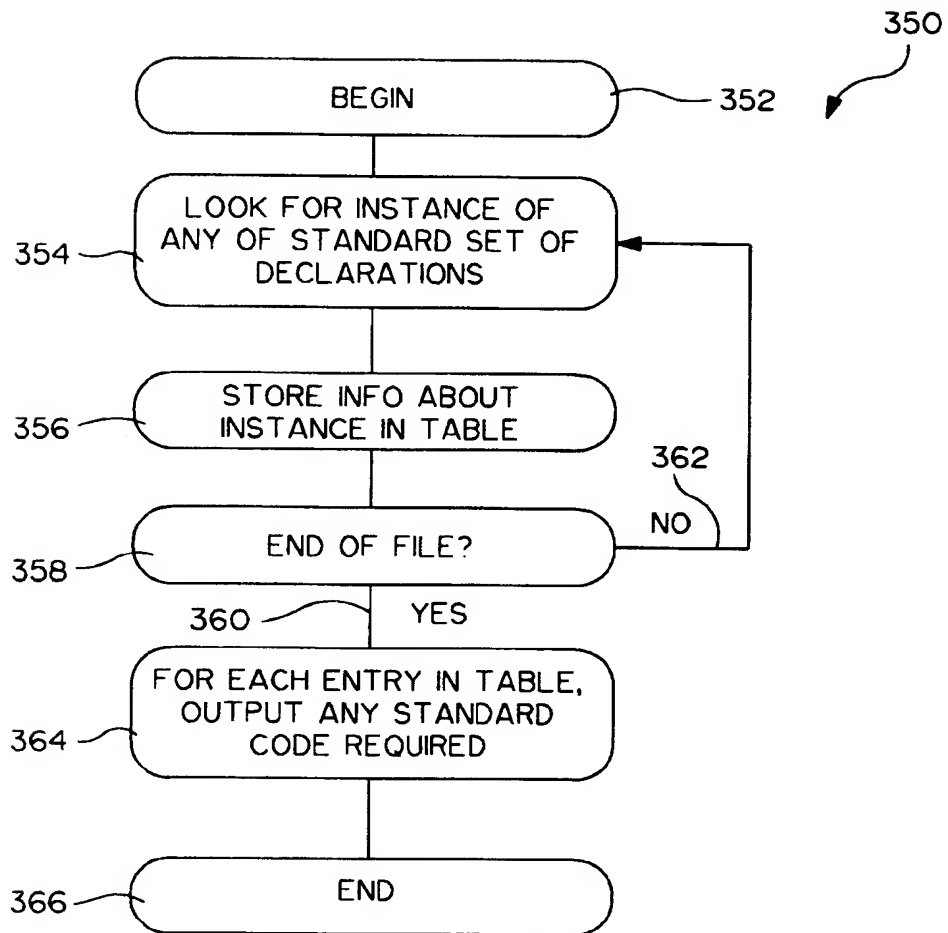 350
BEGIN
352
LOOK FOR INSTANCE OF
ANY OF STANDARD SET OF
DECLARATIONS
354
STORE INFO ABOUT
INSTANCE IN TABLE
356
362
NO
END OF FILE?
358
360
YES
FOR EACH ENTRY IN TABLE,
OUTPUT ANY STANDARD
CODE REQUIRED
364
END
366